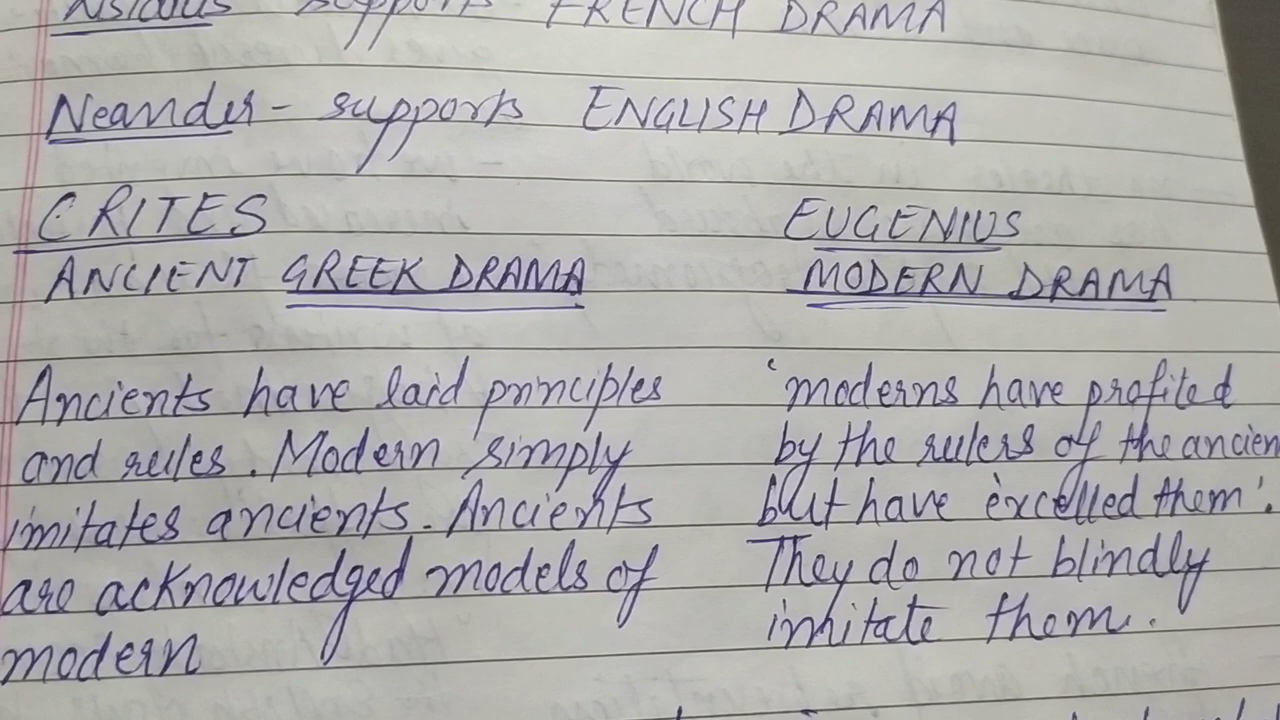 supports FRENCH DRAMA
Neander - supports ENGLISH DRAMA
CRITES
ANCIENT GREEK DRAMA
Ancients have laid principles
and rules. Modern simply
imitates ancients. Ancients
are acknowledged models of
modern
EUGENIUS
MODERN DRAMA
'moderns have profited
by the rulers of the ancien
but have excelled them'.
They do not blindly
imitate them.